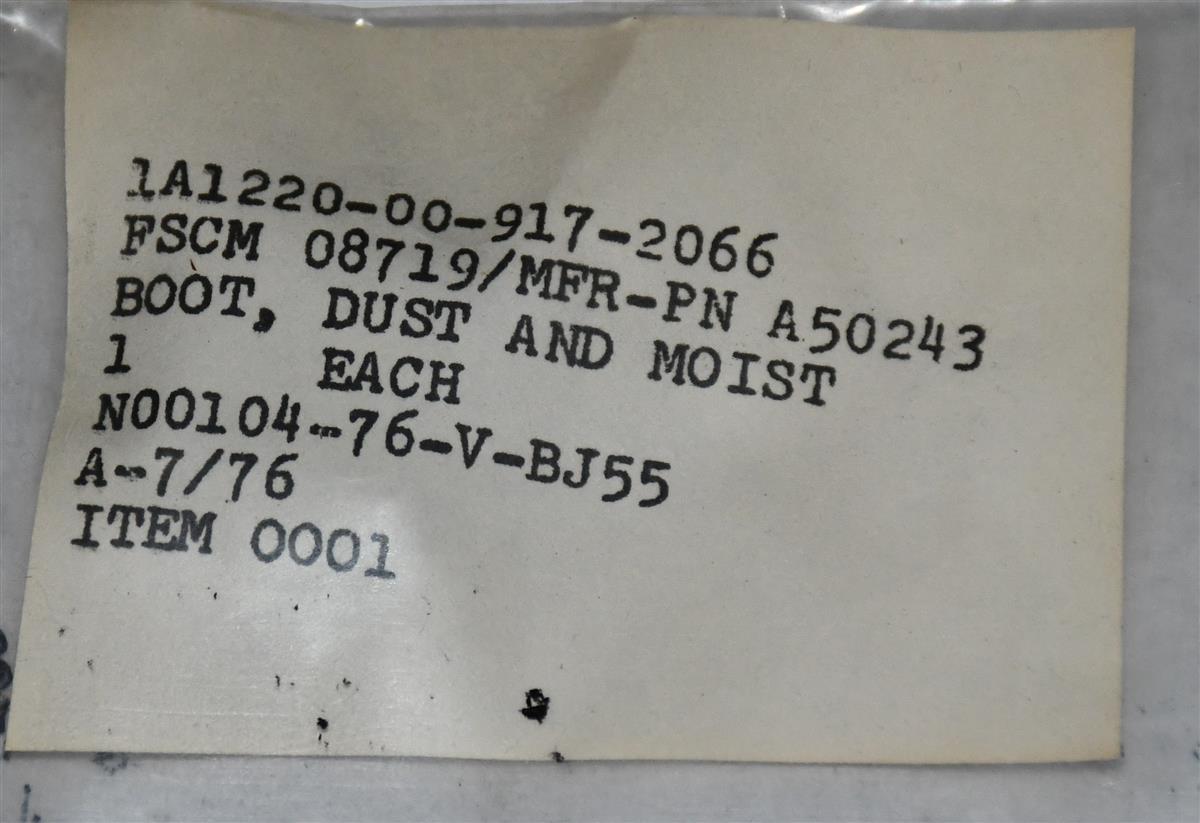 1A1220-00-917-2066
FSCM 08719/MFR-PN A50243
BOOT, DUST AND MOIST
1 EACH
N00104-76-V-BJ55
A-7/76
ITEM 0001